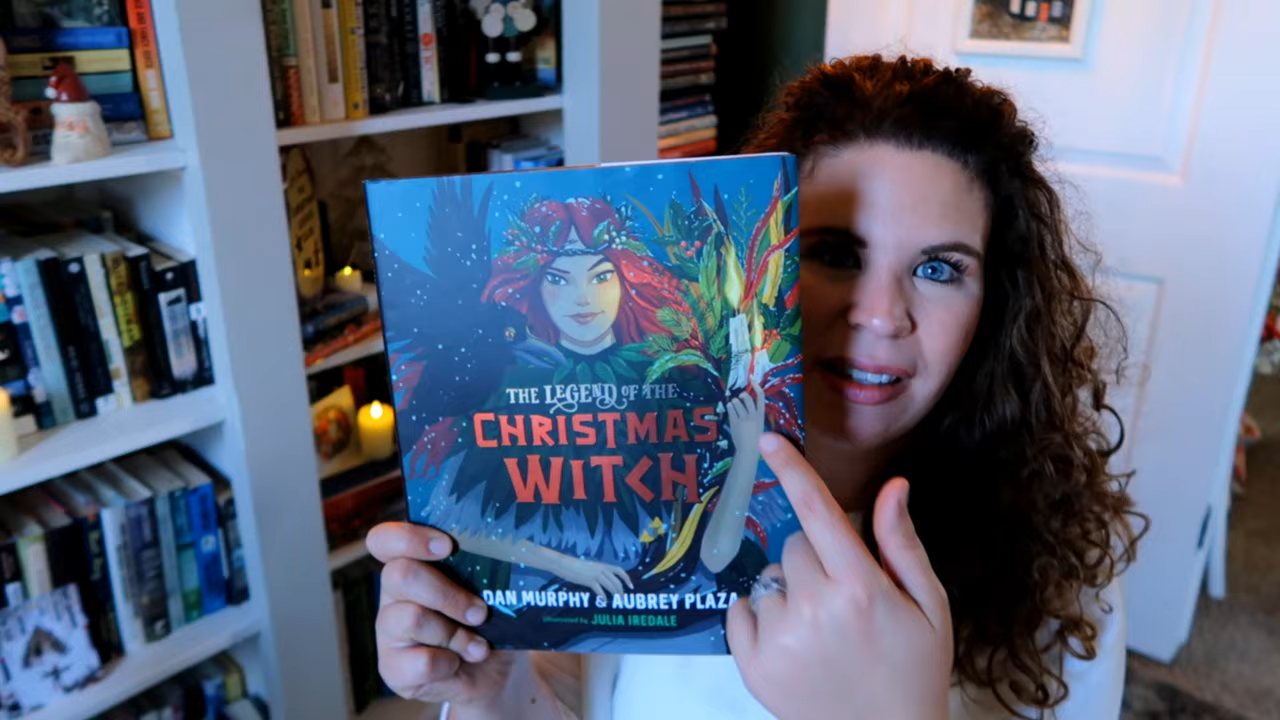 THE LEGEND OF THE
CHRISTMAS
WITCH
DAN MURPHY & AUBREY PLAZA
illustrated by JULIA IREDALE